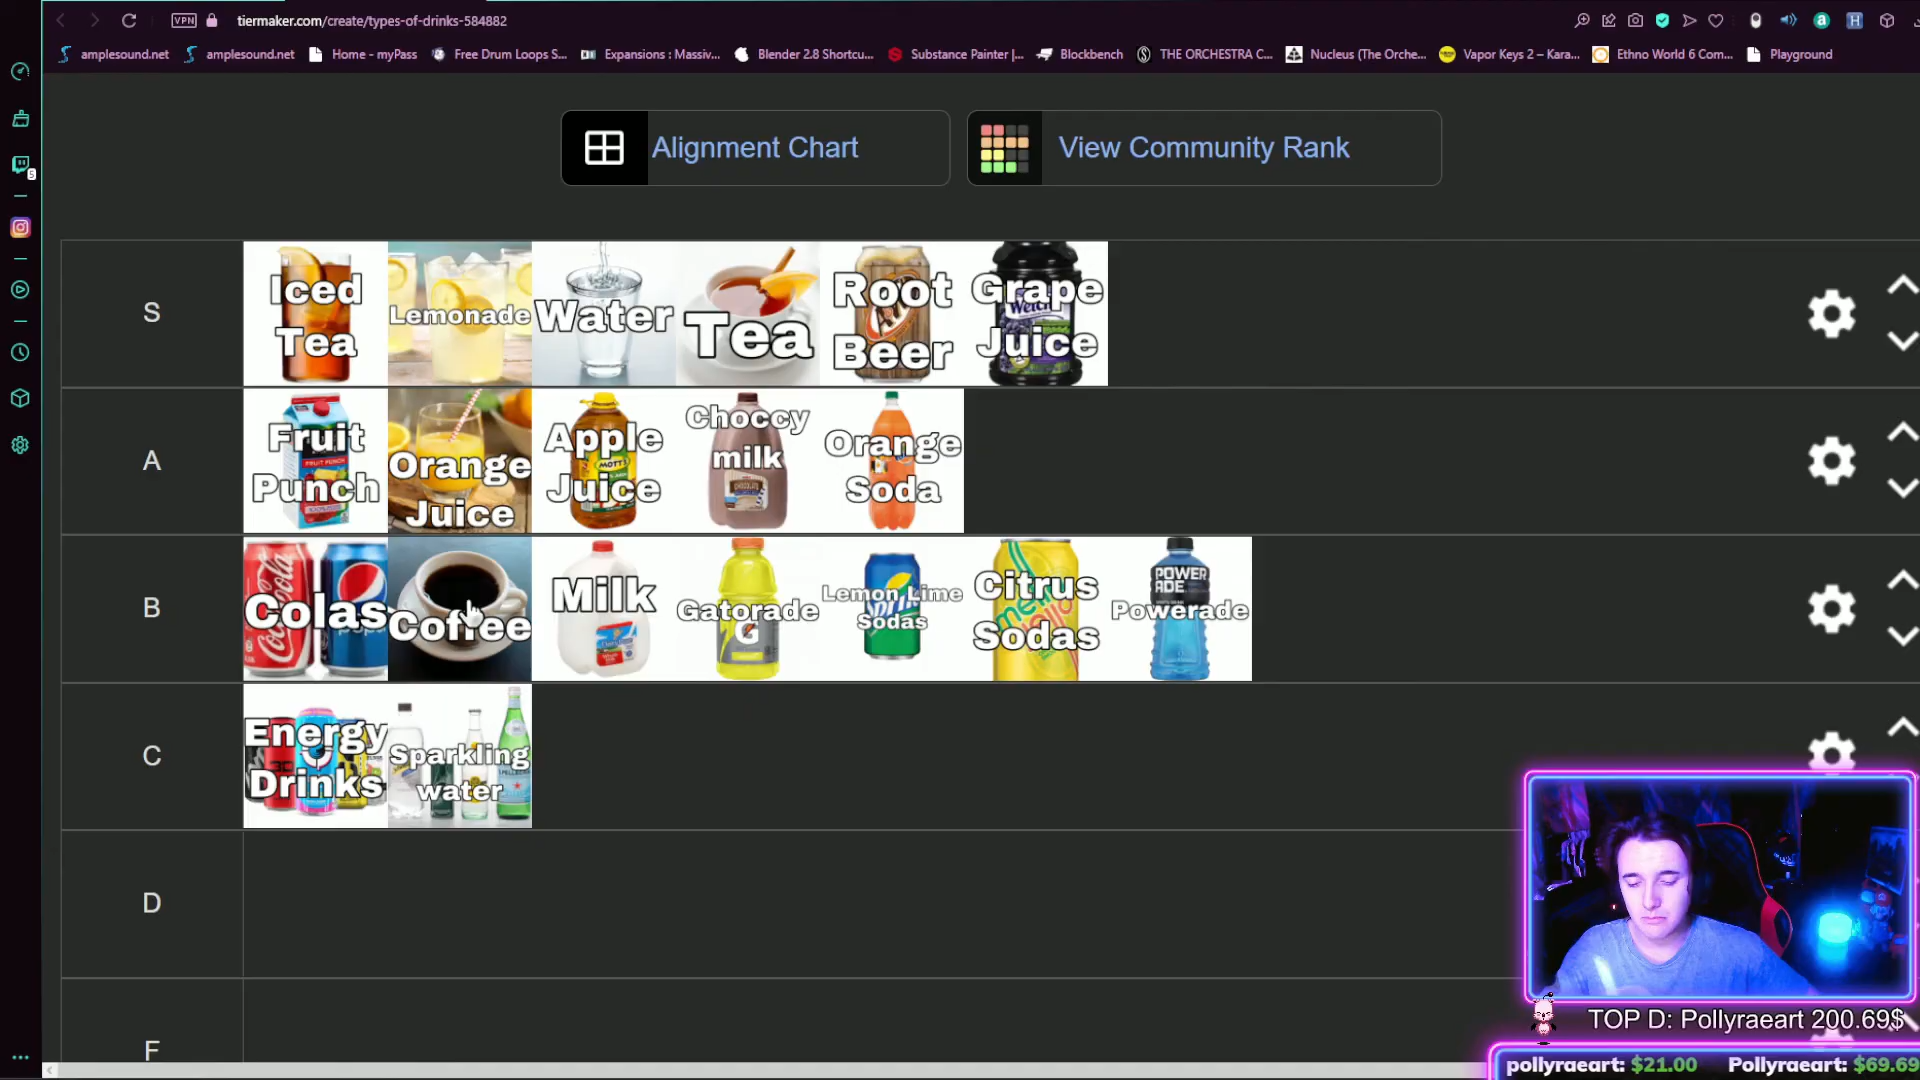 VPN
tiermaker.com/create/types-of-drinks-584882
amplesound.net
amplesound.net
Home - myPass
Free Drum Loops S...
Expansions : Massiv...
Blender 2.8 Shortcu...
Substance Painter |...
Blockbench
THE ORCHESTRA C...
Nucleus (The Orche...
Vapor Keys 2 – Kara...
Ethno World 6 Com...
Playground
5
Alignment Chart
View Community Rank
S
Iced
Tea
Lemonade
Water
Tea
Root
Beer
Grape
Juice
A
Fruit
Punch
Orange
Juice
Apple
Juice
Choccy
milk
Orange
Soda
B
Colas
Coffee
Milk
Gatorade
G
Lemon Lime
Sodas
Citrus
Sodas
POWER
ADE
Powerade
C
Energy
Drinks
Sparkling
water
D
F
TOP D: Pollyraeart 200.69$
pollyraeart: $21.00
Pollyraeart: $69.69